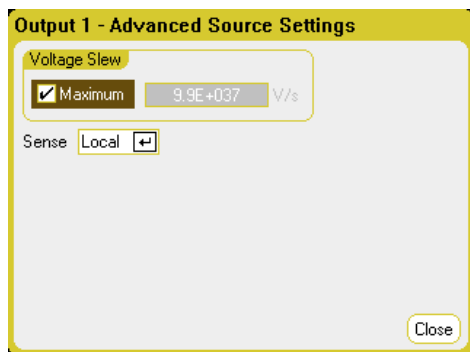 Output 1 - Advanced Source Settings
Voltage Slew
Maximum 9.9E+037 V/s
Sense Local
Close